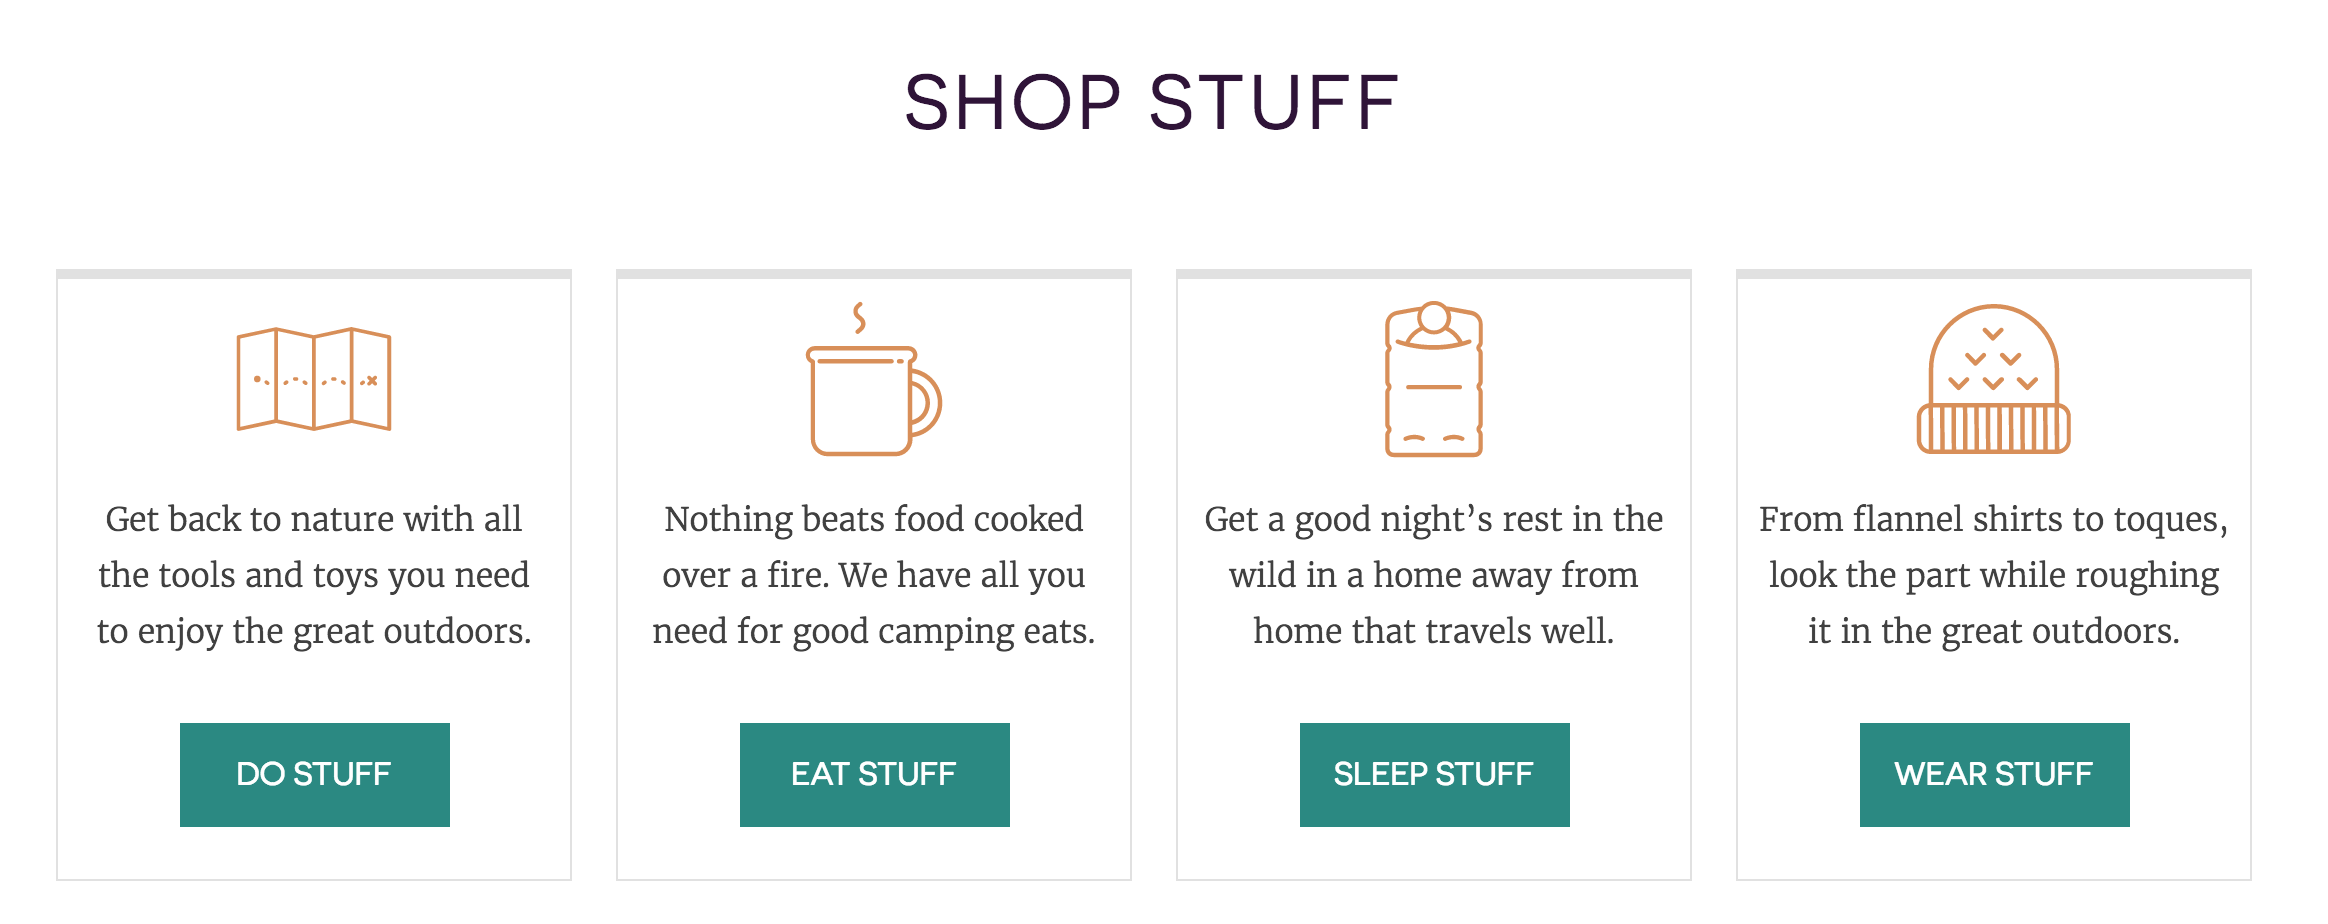 SHOP STUFF
Get back to nature with all
the tools and toys you need
to enjoy the great outdoors.
DO STUFF
Nothing beats food cooked
over a fire. We have all you
need for good camping eats.
EAT STUFF
Get a good night’s rest in the
wild in a home away from
home that travels well.
SLEEP STUFF
From flannel shirts to toques,
look the part while roughing
it in the great outdoors.
WEAR STUFF